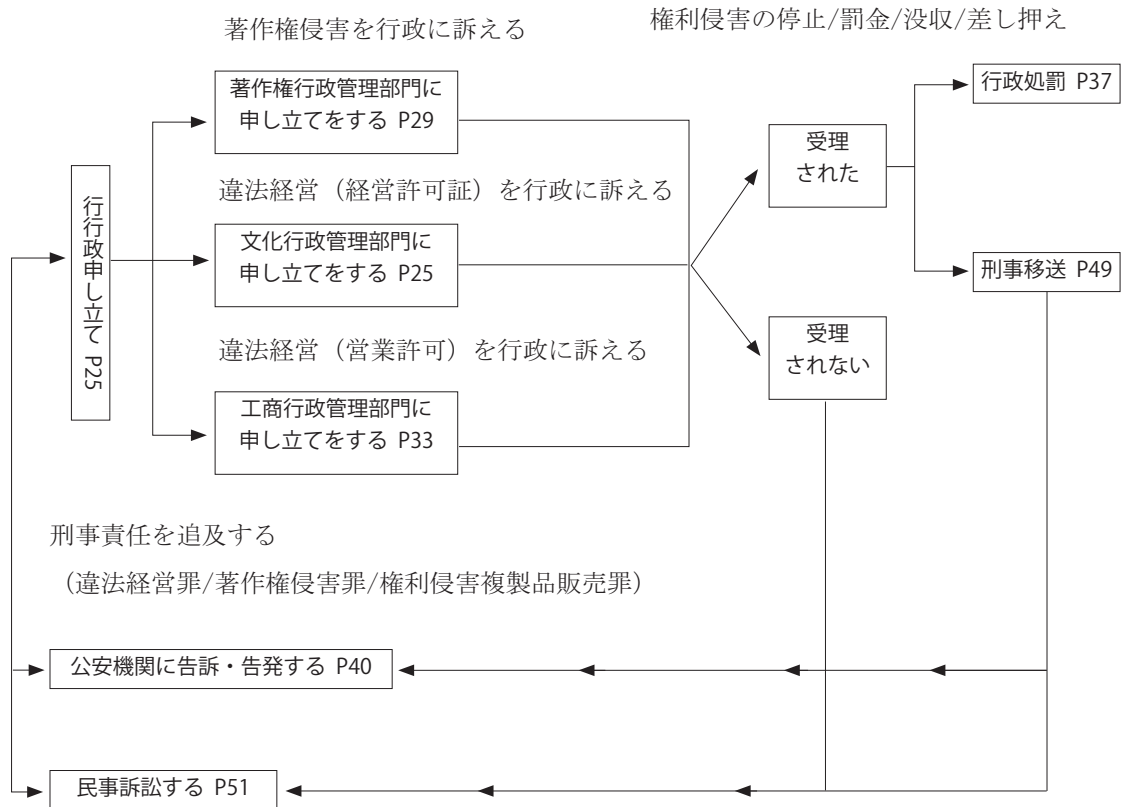 著作権侵害を行政に訴える
権利侵害の停止/罰金/没収/差し押え
著作権行政管理部門に
申し立てをする P29
行政処罰 P37
受理
された
違法経営（経営許可証）を行政に訴える
行行政申し立て P25
文化行政管理部門に
申し立てをする P25
刑事移送 P49
受理
されない
違法経営（営業許可）を行政に訴える
工商行政管理部門に
申し立てをする P33
刑事責任を追及する
（違法経営罪/著作権侵害罪/権利侵害複製品販売罪）
公安機関に告訴・告発する P40
民事訴訟する P51